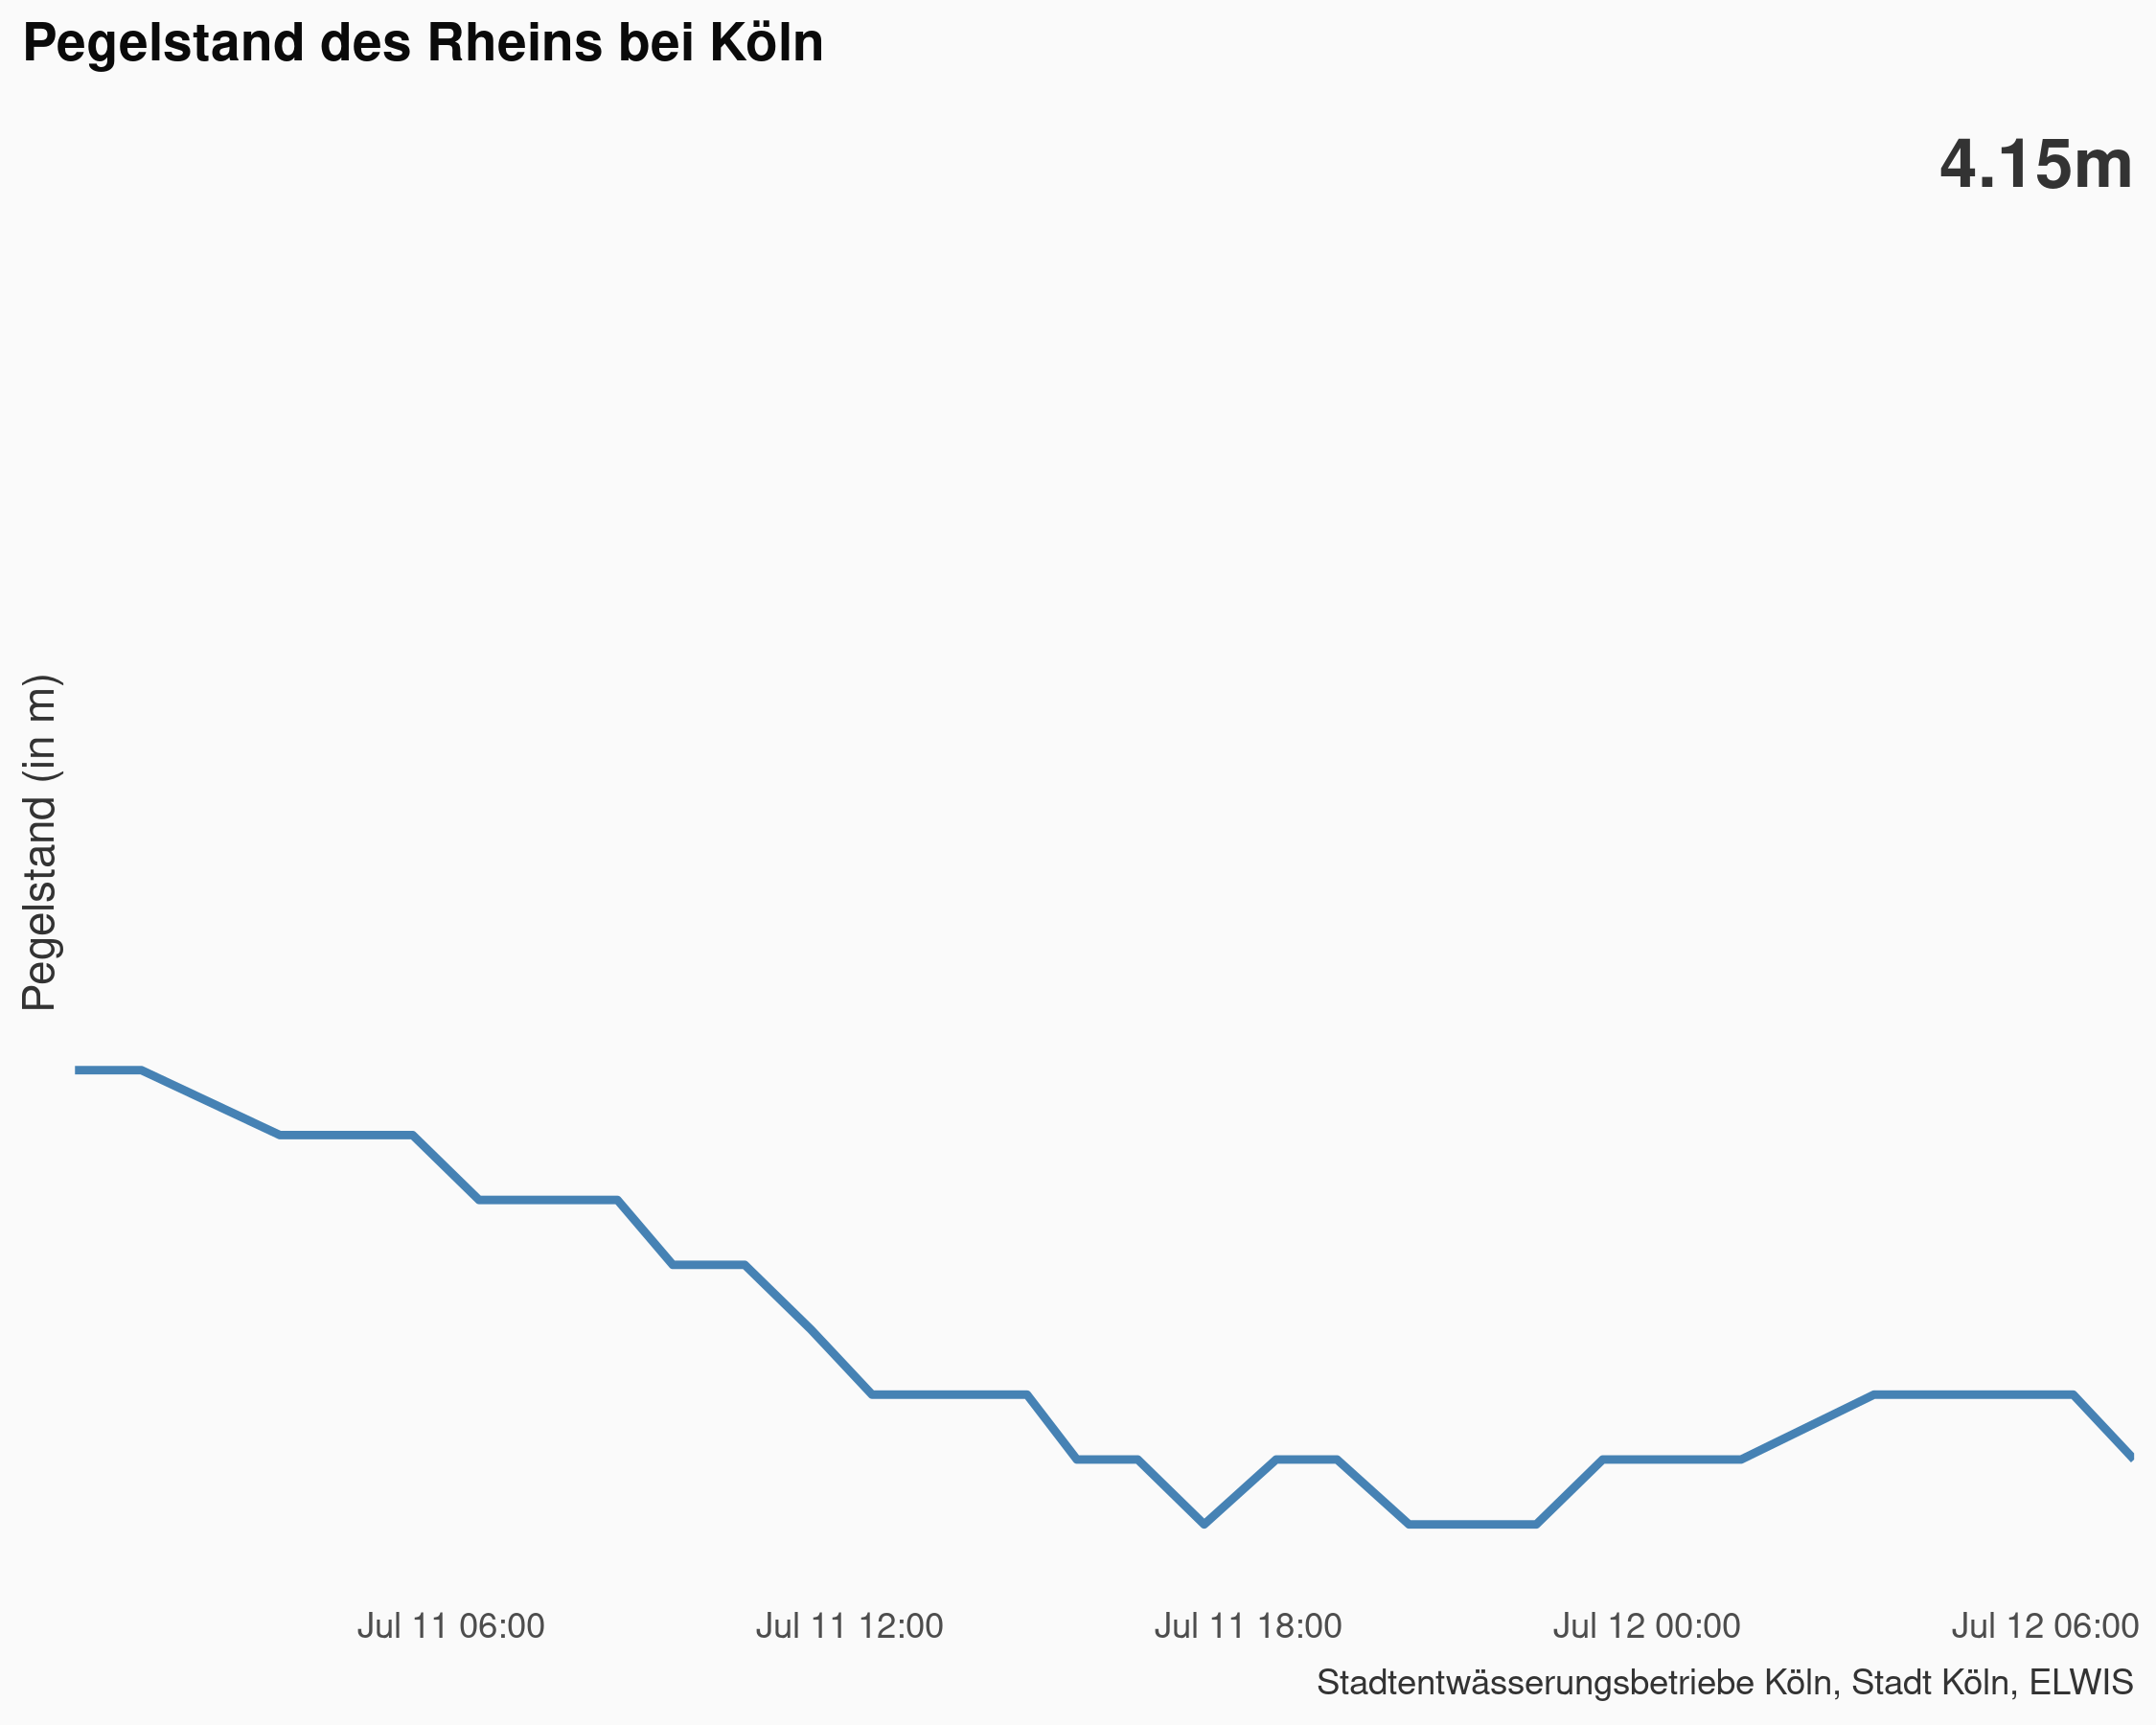 Pegelstand des Rheins bei Köln
4.15m
Pegelstand (in m)
Jul 11 06:00 Jul 11 12:00 Jul 11 18:00 Jul 12 00:00 Jul 12 06:00
Stadtentwässerungsbetriebe Köln, Stadt Köln, ELWIS